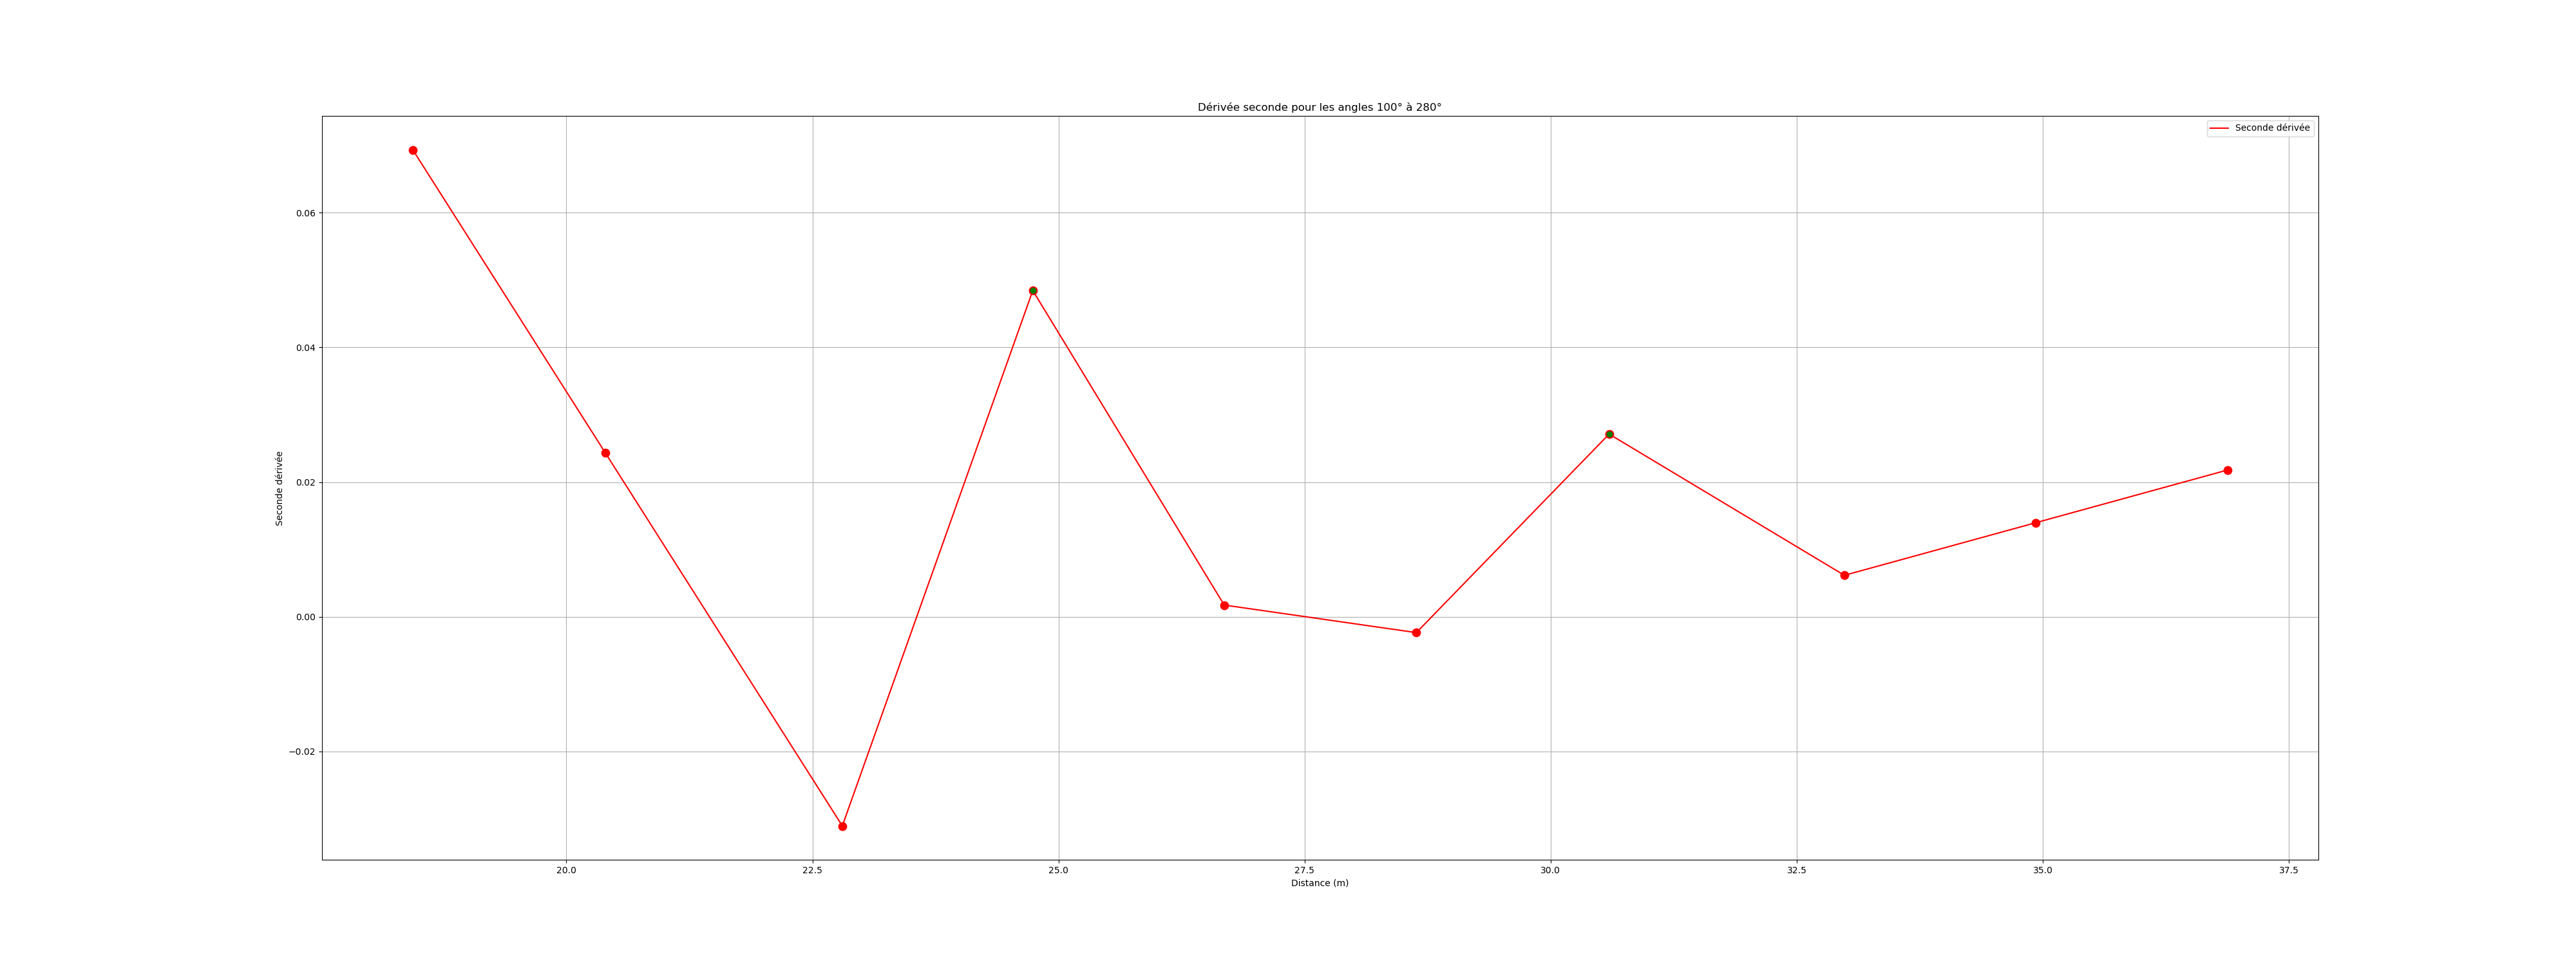 Dérivée seconde pour les angles 100° à 280°
Seconde dérivée
0.06
0.04
0.02
0.00
−0.02
Seconde dérivée
20.0 22.5 25.0 27.5 30.0 32.5 35.0 37.5
Distance (m)